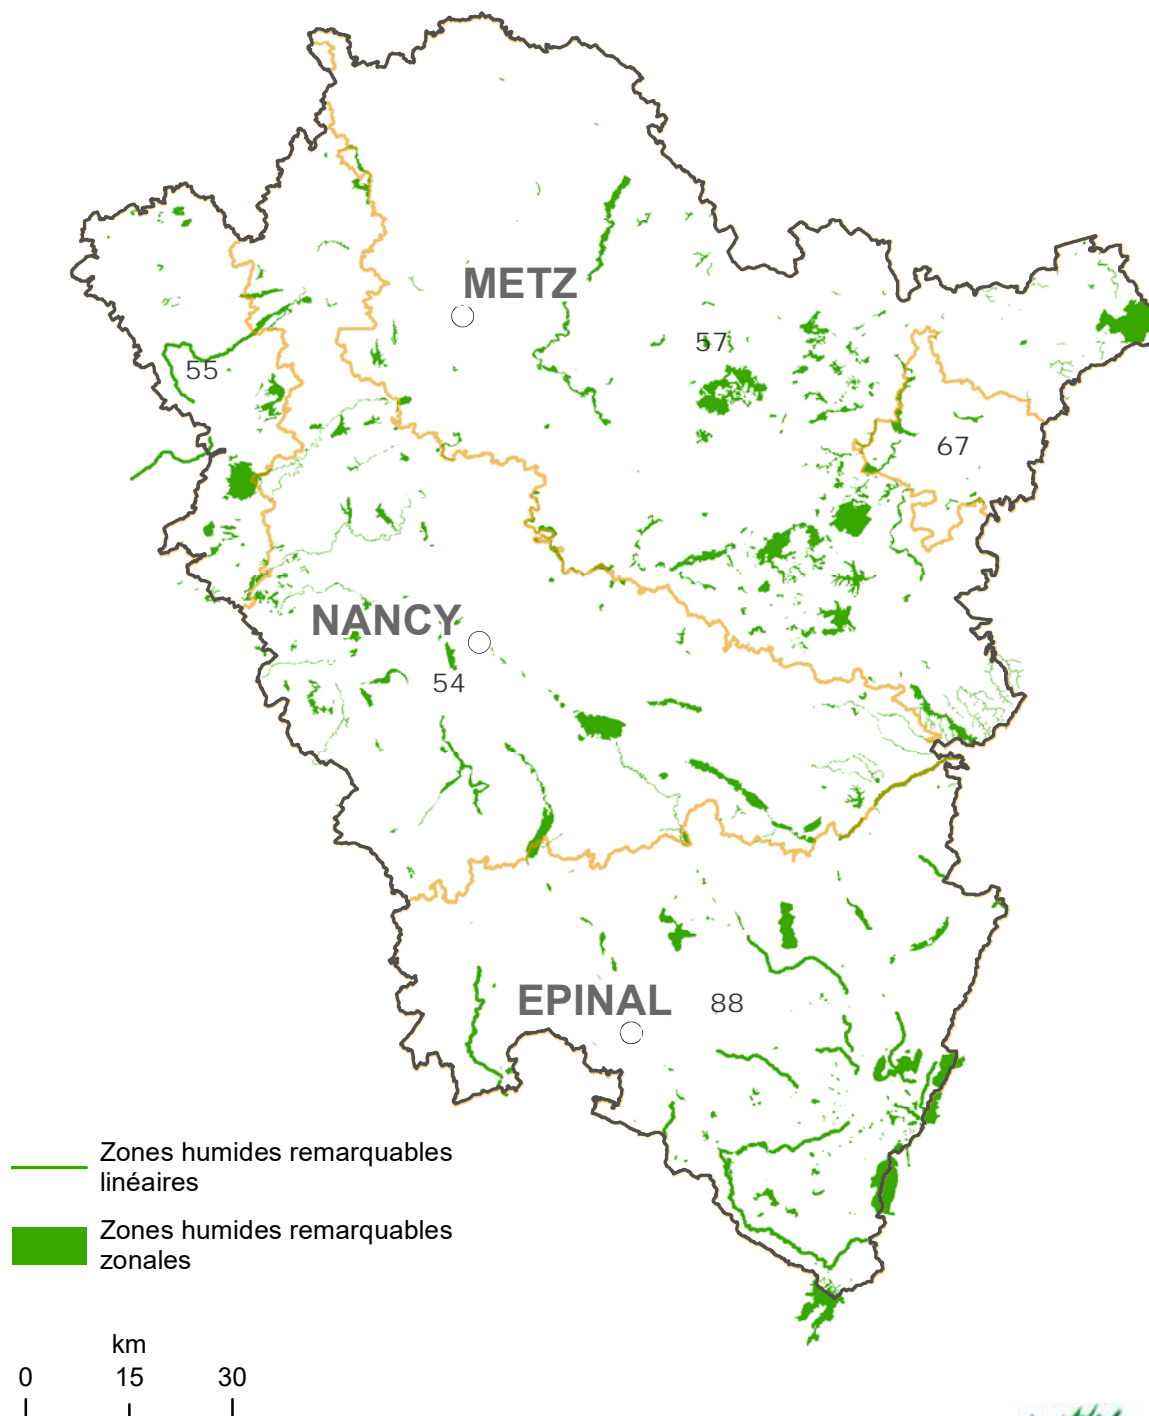 METZ
57
55
67
NANCY
54
EPINAL
88
Zones humides remarquables
linéaires
Zones humides remarquables
zonales
km
0 15 30